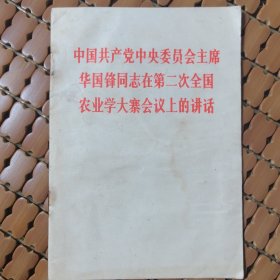 中国共产党中央委员会主席
华国锋同志在第二次全国
农业学大寨会议上的讲话